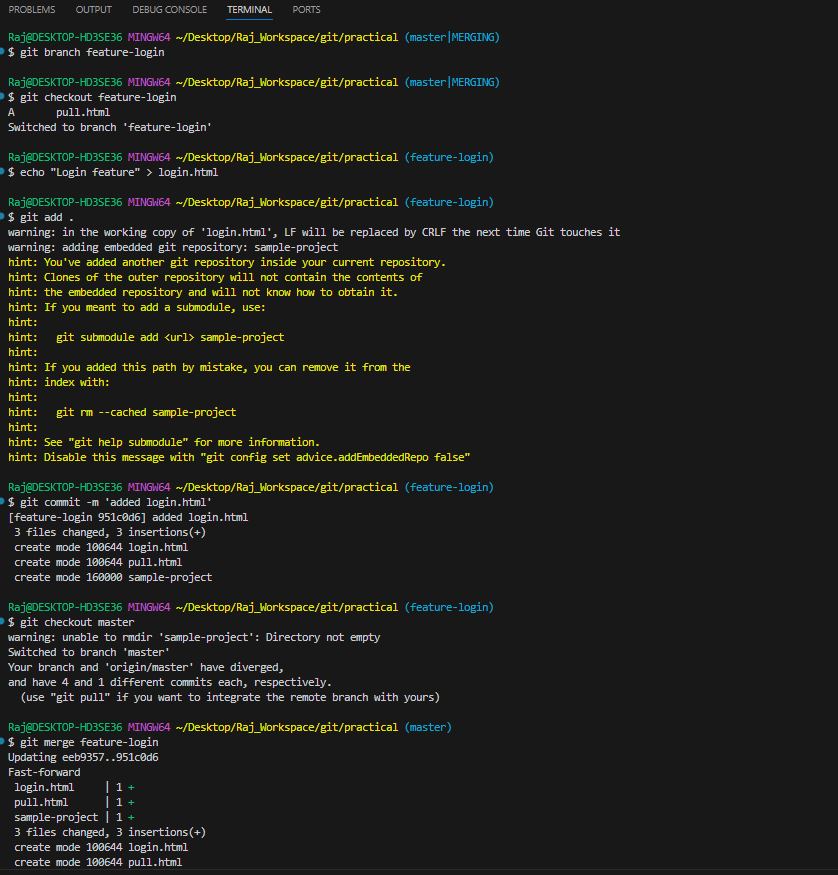 PROBLEMS OUTPUT DEBUG CONSOLE TERMINAL PORTS
Raj@DESKTOP-HD3SE36 MINGW64 ~/Desktop/Raj_Workspace/git/practical (master|MERGING)
$ git branch feature-login
Raj@DESKTOP-HD3SE36 MINGW64 ~/Desktop/Raj_Workspace/git/practical (master|MERGING)
$ git checkout feature-login
A       pull.html
Switched to branch 'feature-login'
Raj@DESKTOP-HD3SE36 MINGW64 ~/Desktop/Raj_Workspace/git/practical (feature-login)
$ echo "Login feature" > login.html
Raj@DESKTOP-HD3SE36 MINGW64 ~/Desktop/Raj_Workspace/git/practical (feature-login)
$ git add .
warning: in the working copy of 'login.html', LF will be replaced by CRLF the next time Git touches it
warning: adding embedded git repository: sample-project
hint: You've added another git repository inside your current repository.
hint: Clones of the outer repository will not contain the contents of
hint: the embedded repository and will not know how to obtain it.
hint: If you meant to add a submodule, use:
hint:
hint:   git submodule add <url> sample-project
hint:
hint: If you added this path by mistake, you can remove it from the
hint: index with:
hint:
hint:   git rm --cached sample-project
hint:
hint: See "git help submodule" for more information.
hint: Disable this message with "git config set advice.addEmbeddedRepo false"
Raj@DESKTOP-HD3SE36 MINGW64 ~/Desktop/Raj_Workspace/git/practical (feature-login)
$ git commit -m 'added login.html'
[feature-login 951c0d6] added login.html
 3 files changed, 3 insertions(+)
 create mode 100644 login.html
 create mode 100644 pull.html
 create mode 160000 sample-project
Raj@DESKTOP-HD3SE36 MINGW64 ~/Desktop/Raj_Workspace/git/practical (feature-login)
$ git checkout master
warning: unable to rmdir 'sample-project': Directory not empty
Switched to branch 'master'
Your branch and 'origin/master' have diverged,
and have 4 and 1 different commits each, respectively.
  (use "git pull" if you want to integrate the remote branch with yours)
Raj@DESKTOP-HD3SE36 MINGW64 ~/Desktop/Raj_Workspace/git/practical (master)
$ git merge feature-login
Updating eeb9357..951c0d6
Fast-forward
 login.html     | 1 +
 pull.html      | 1 +
 sample-project | 1 +
 3 files changed, 3 insertions(+)
 create mode 100644 login.html
 create mode 100644 pull.html